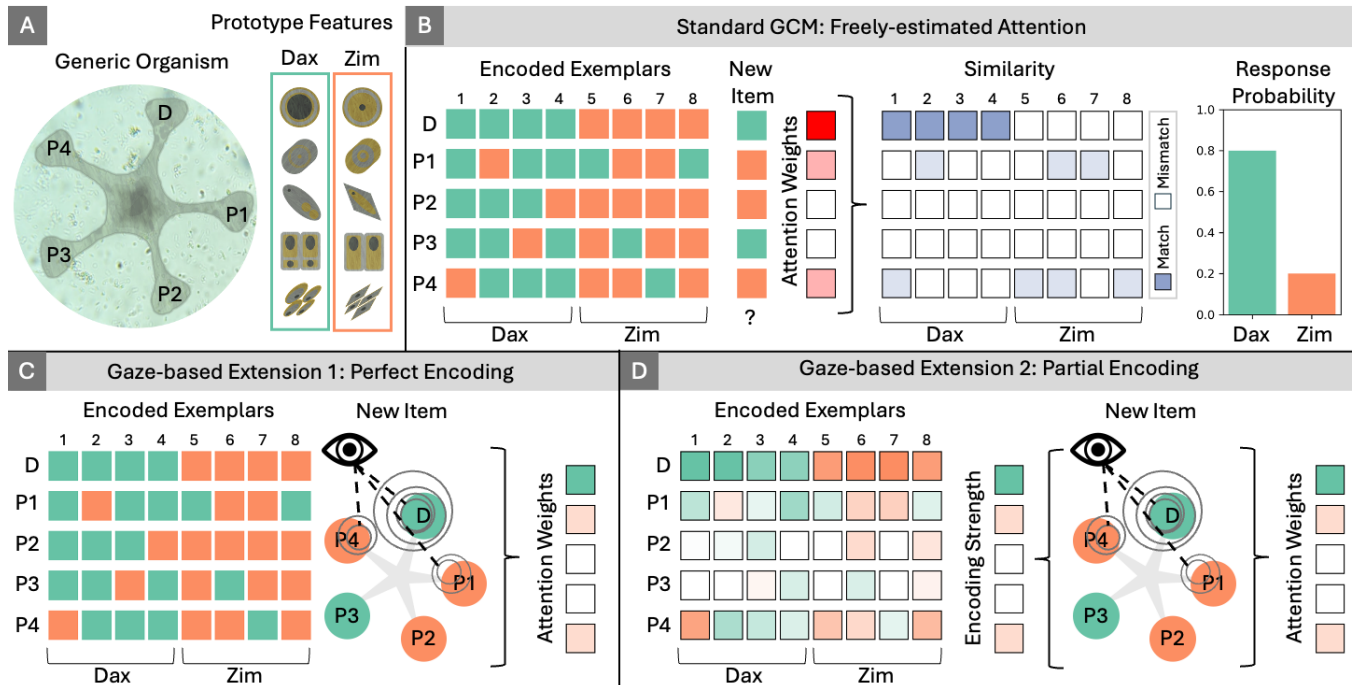 A
Prototype Features
Generic Organism
Dax
Zim
D
P4
P1
P3
P2
B
Standard GCM: Freely-estimated Attention
Encoded Exemplars
New
Item
Similarity
Response
Probability
1 2 3 4 5 6 7 8
1 2 3 4 5 6 7 8
D
P1
P2
P3
P4
?
Attention Weights
Match
Mismatch
1.0
0.8
0.6
0.4
0.2
0.0
Dax
Zim
Dax
Zim
Dax
Zim
C
Gaze-based Extension 1: Perfect Encoding
Encoded Exemplars
New Item
1 2 3 4 5 6 7 8
D
P1
P2
P3
P4
D
P4
P1
P3
P2
Attention Weights
Dax
Zim
D
Gaze-based Extension 2: Partial Encoding
Encoded Exemplars
New Item
1 2 3 4 5 6 7 8
D
P1
P2
P3
P4
Encoding Strength
D
P4
P1
P3
P2
Attention Weights
Dax
Zim